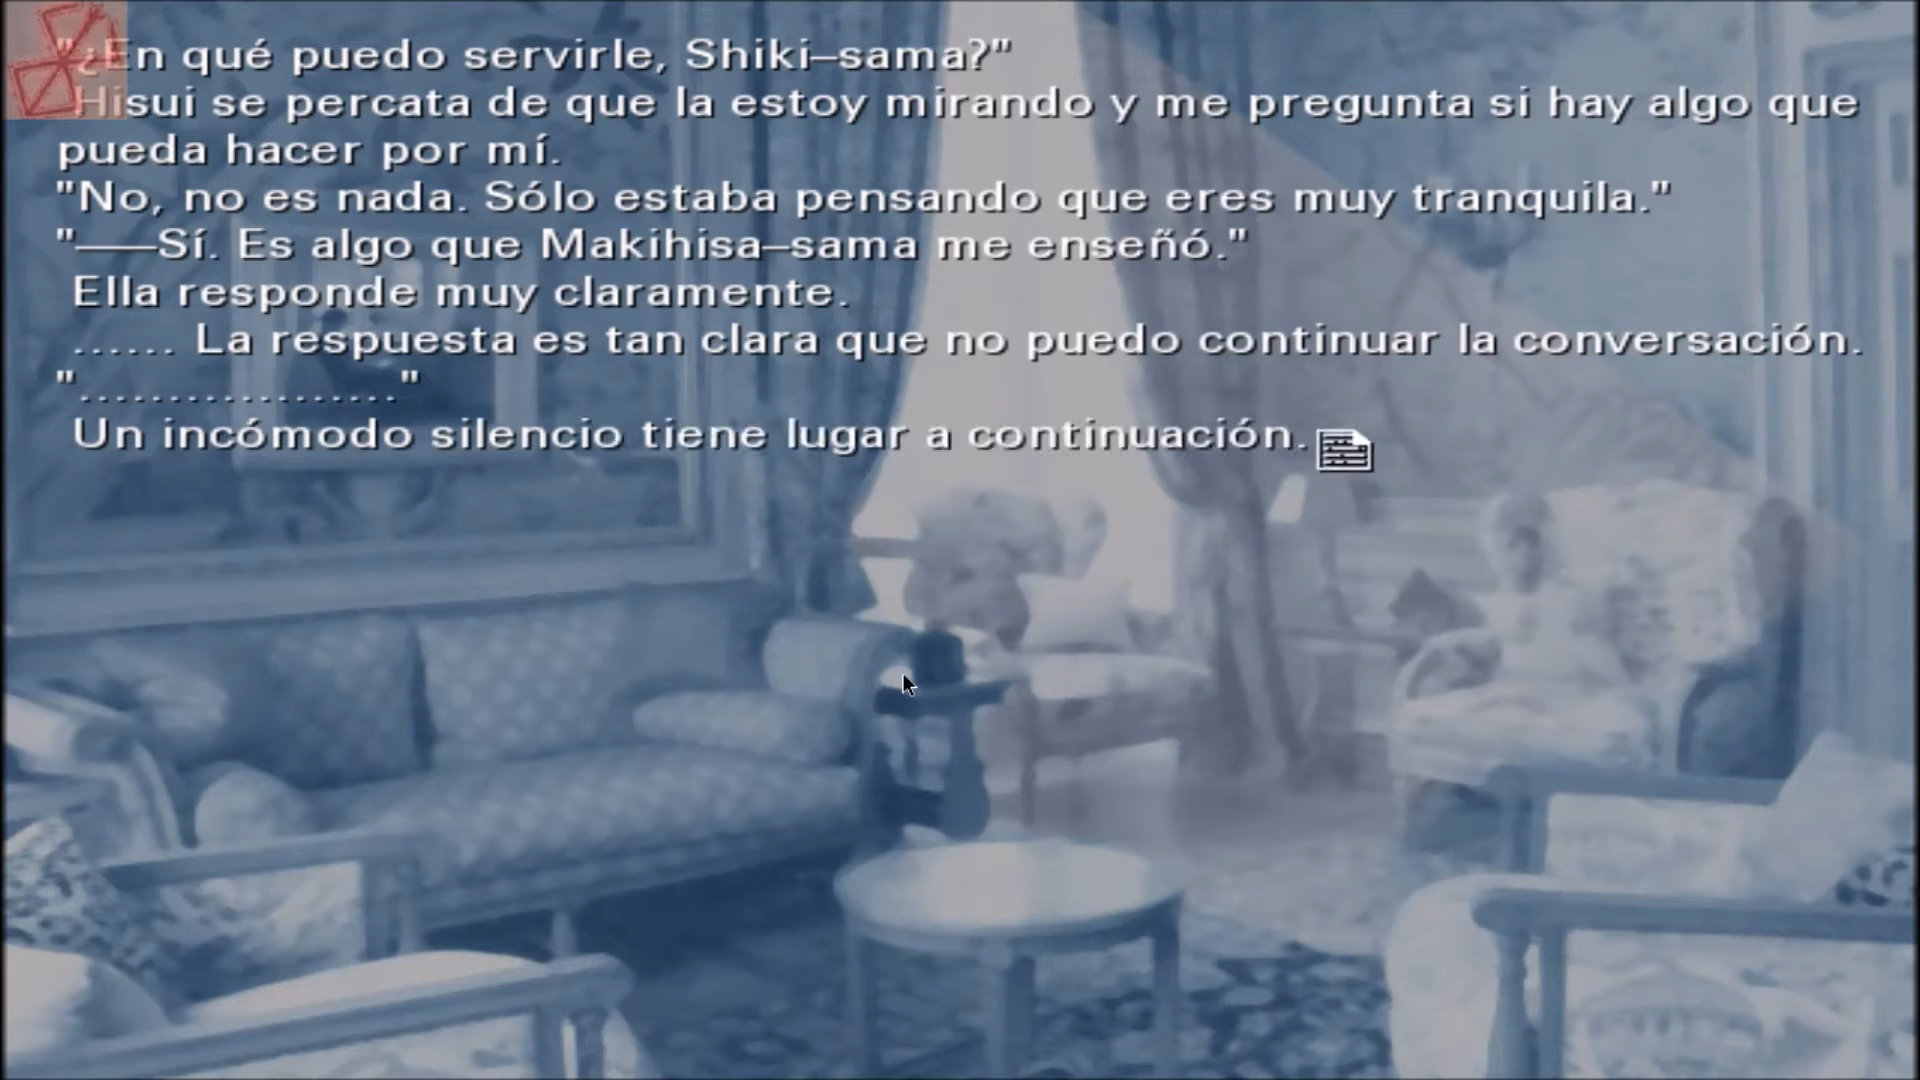 "¿En qué puedo servirle, Shiki–sama?"
Hisui se percata de que la estoy mirando y me pregunta si hay algo que
pueda hacer por mí.
"No, no es nada. Sólo estaba pensando que eres muy tranquila."
"——Sí. Es algo que Makihisa–sama me enseñó."
Ella responde muy claramente.
...... La respuesta es tan clara que no puedo continuar la conversación.
".................."
Un incómodo silencio tiene lugar a continuación.